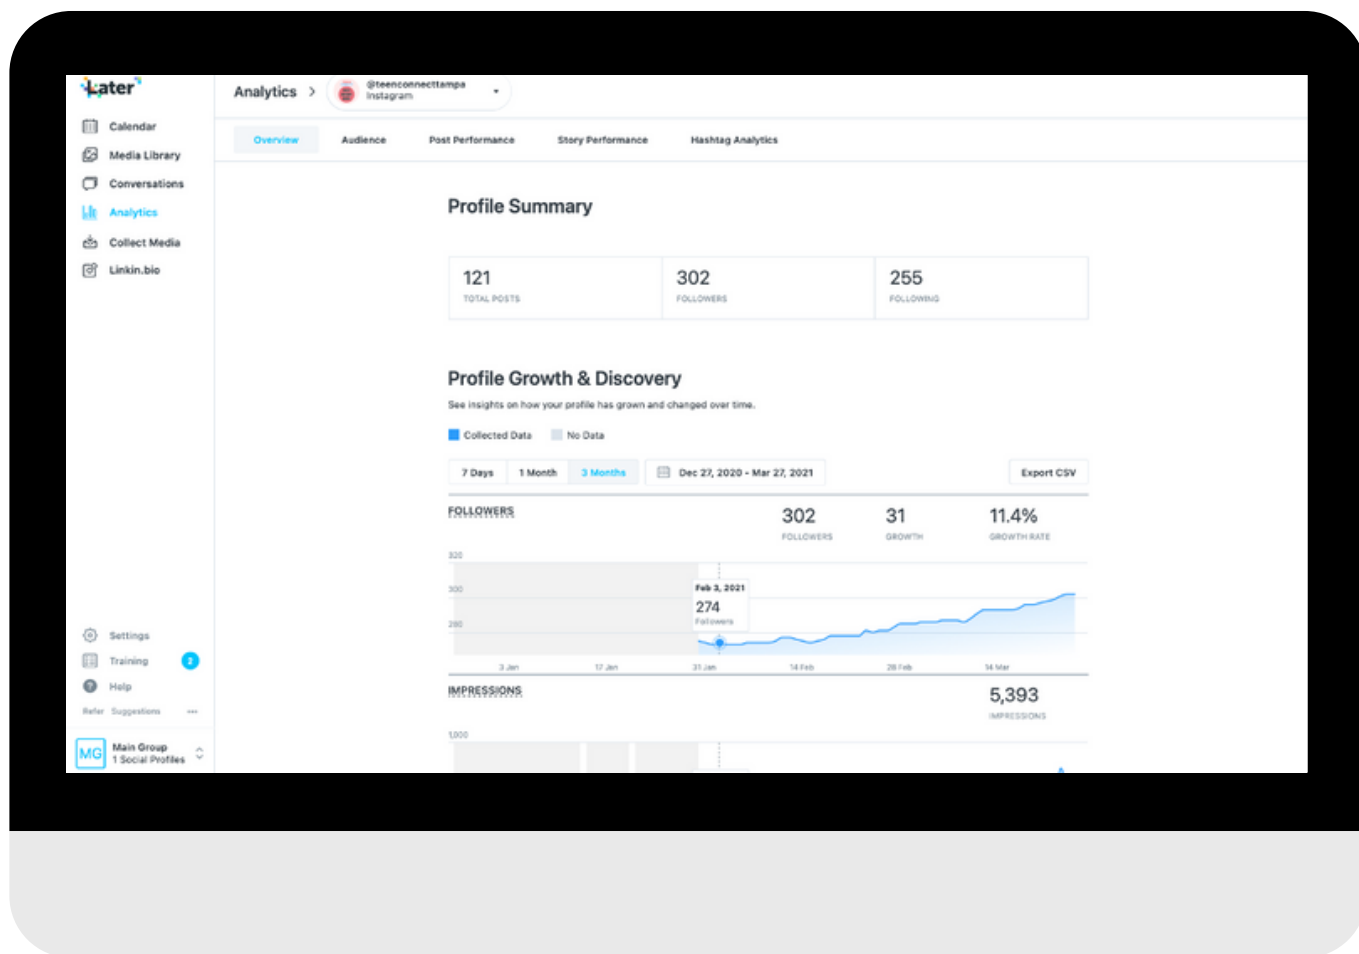 Later
Calendar
Media Library
Conversations
Analytics
Collect Media
Linkin.bio
Settings
Training 2
Help
Refer Suggestions ...
MG Main Group
1 Social Profiles
Analytics > @teenconnecttampa
Instagram
Overview Audience Post Performance Story Performance Hashtag Analytics
Profile Summary
121 302 255
TOTAL POSTS FOLLOWERS FOLLOWING
Profile Growth & Discovery
See insights on how your profile has grown and changed over time.
Collected Data No Data
7 Days 1 Month 3 Months Dec 27, 2020 - Mar 27, 2021 Export CSV
FOLLOWERS 302 31 11.4%
FOLLOWERS GROWTH GROWTH RATE
320
300
280
Feb 3, 2021
274
Followers
3 Jan 17 Jan 31 Jan 14 Feb 28 Feb 14 Mar
IMPRESSIONS 5,393
IMPRESSIONS
1,000